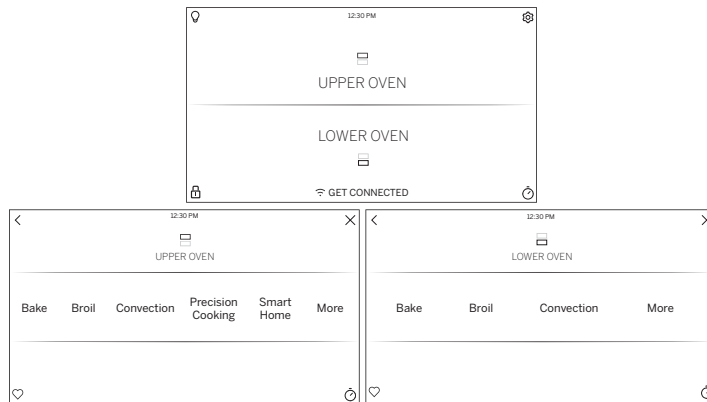 12:30 PM
UPPER OVEN
LOWER OVEN
GET CONNECTED
12:30 PM
UPPER OVEN
Bake Broil Convection Precision Cooking Smart Home More
12:30 PM
LOWER OVEN
Bake Broil Convection More